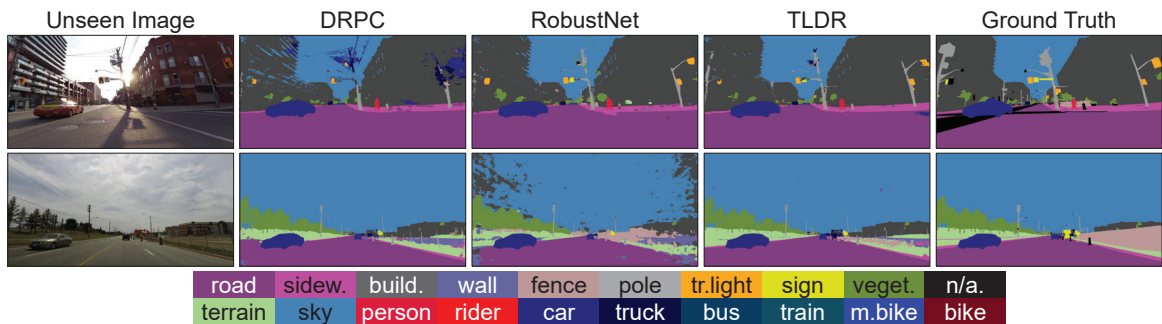 Unseen Image DRPC RobustNet TLDR Ground Truth
road sidew. build. wall fence pole tr.light sign veget. n/a.
terrain sky person rider car truck bus train m.bike bike